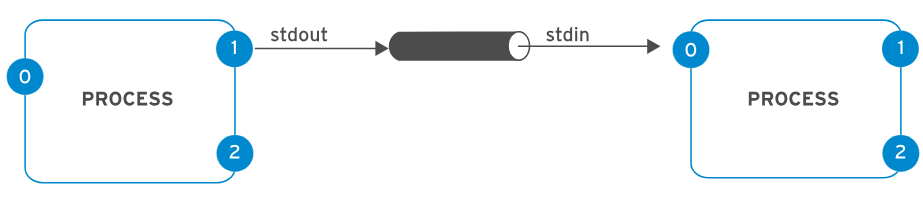 stdout
stdin
1
0
1
0
PROCESS
PROCESS
2
2